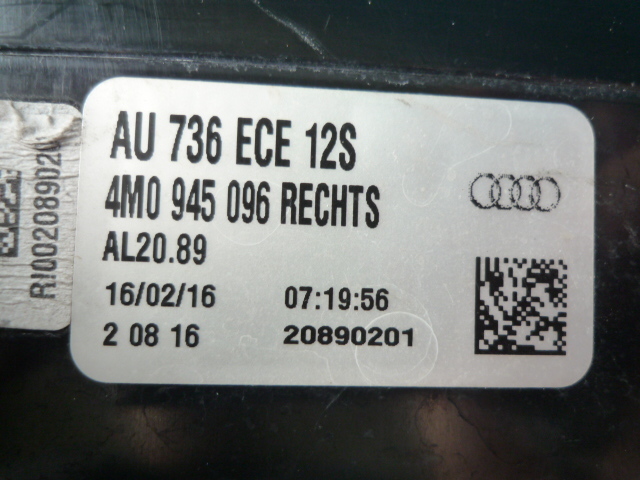 AU 736 ECE 12S
4M0 945 096 RECHTS
AL20.89
16/02/16 07:19:56
2 08 16 20890201
RI002089020